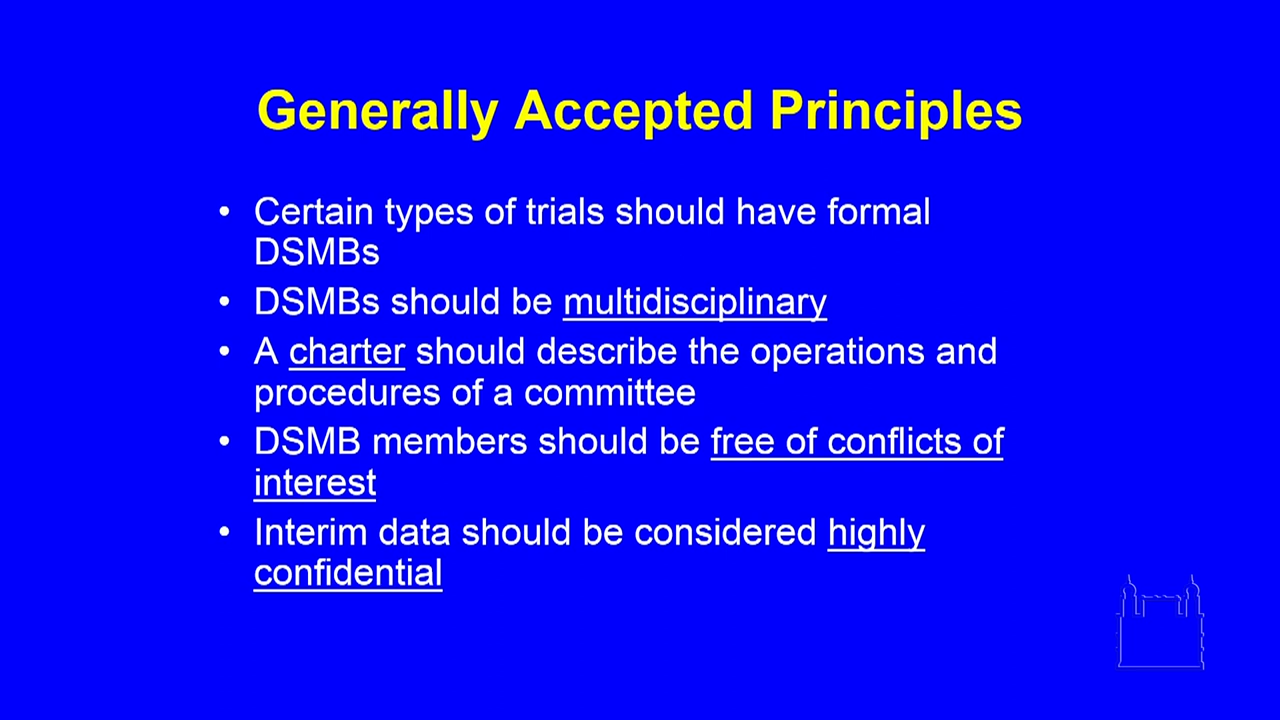 Generally Accepted Principles
• Certain types of trials should have formal
DSMBs
• DSMBs should be multidisciplinary
• A charter should describe the operations and
procedures of a committee
• DSMB members should be free of conflicts of
interest
• Interim data should be considered highly
confidential